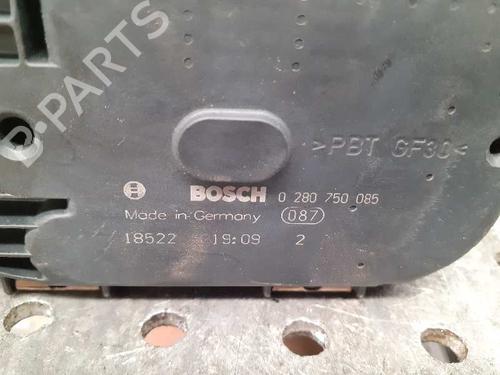 B-PARTS
>PBT GF30<
BOSCH 0 280 750 085
Made in Germany 087
18522 19:09 2